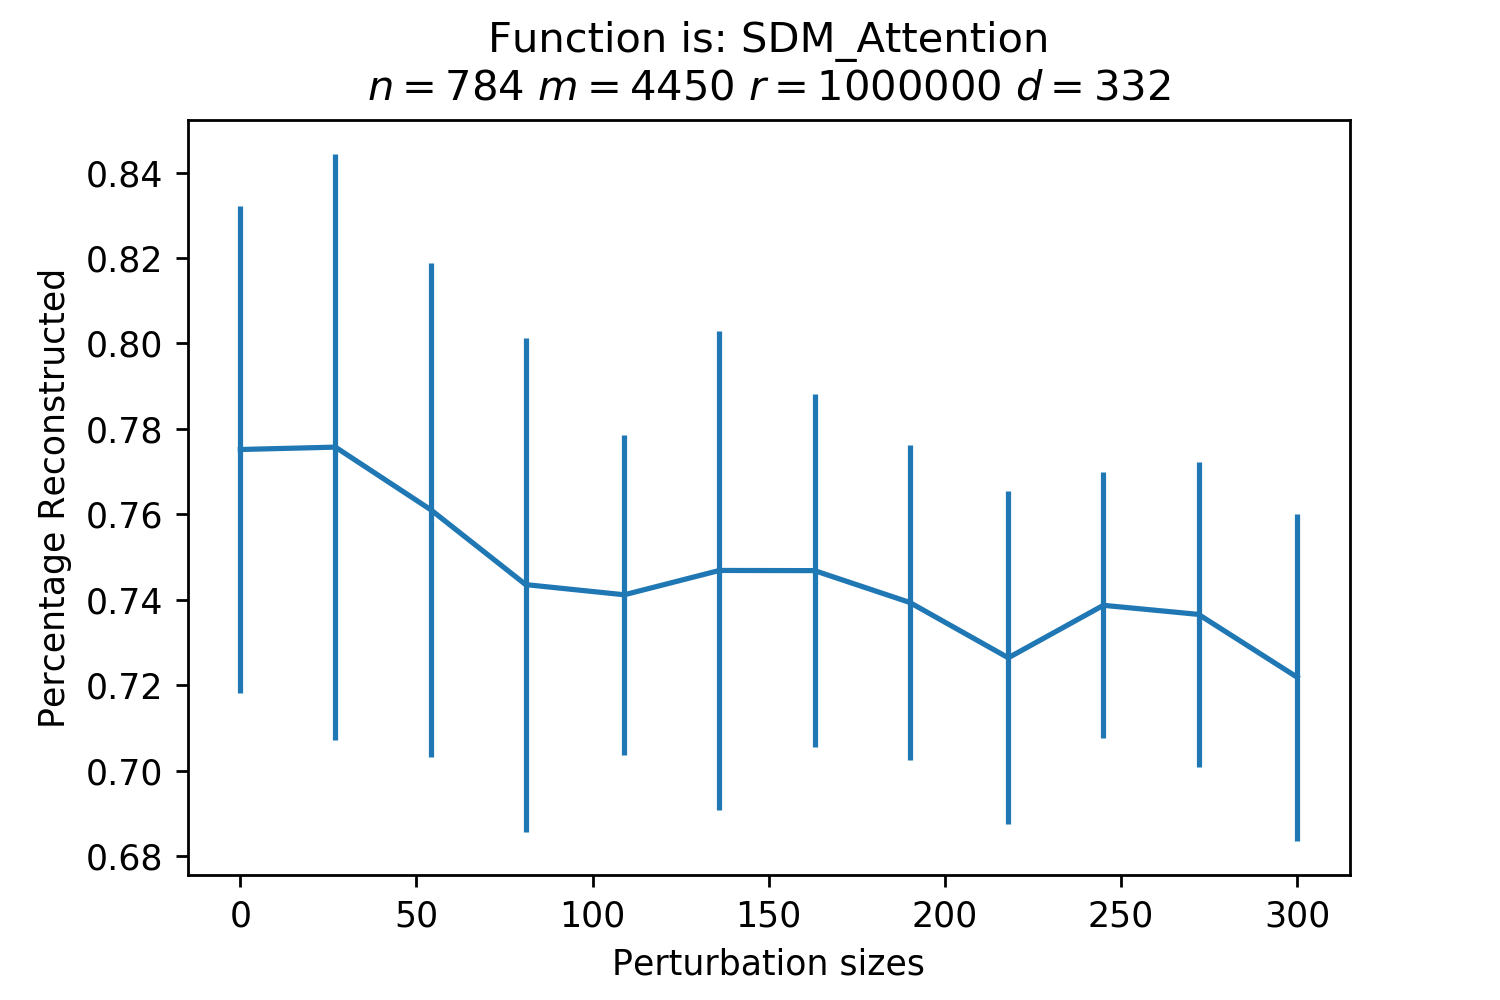 Function is: SDM_Attention
n = 784 m = 4450 r = 1000000 d = 332
Percentage Reconstructed
0.84
0.82
0.80
0.78
0.76
0.74
0.72
0.70
0.68
0 50 100 150 200 250 300
Perturbation sizes